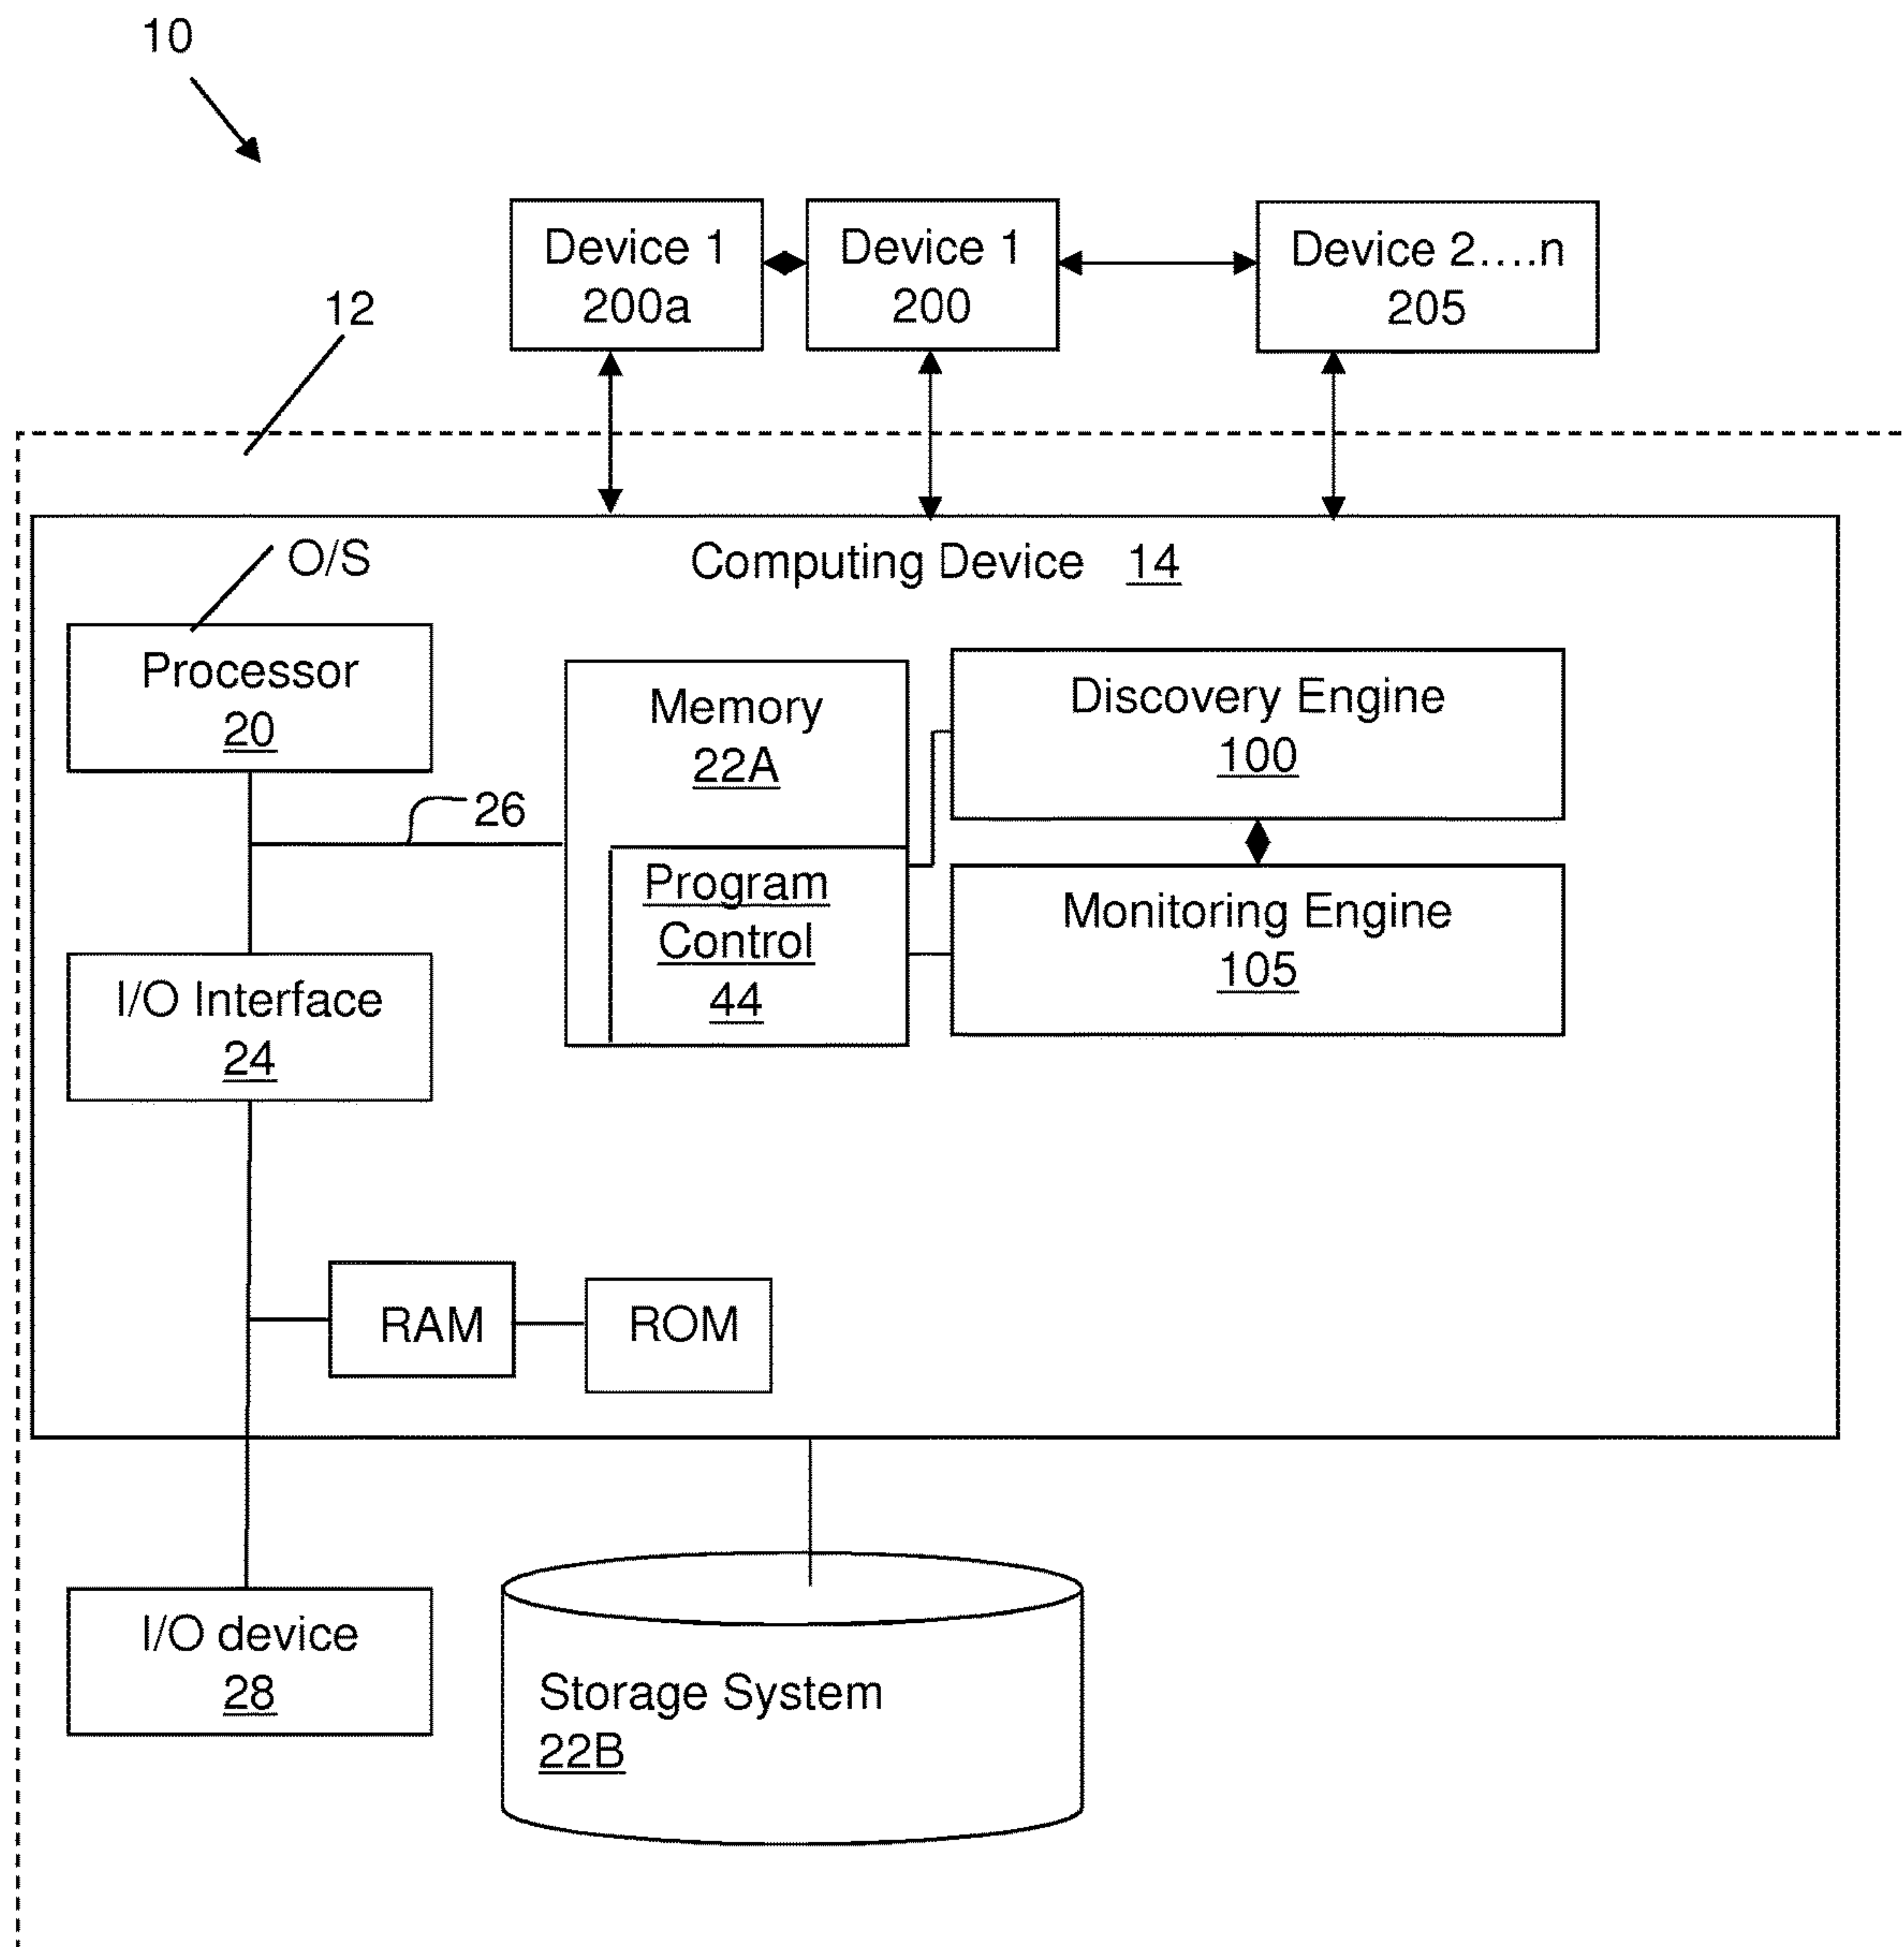 10
Device 1
200a
Device 1
200
Device 2....n
205
12
O/S
Computing Device 14
Processor
20
Memory
22A
Discovery Engine
100
26
Program
Control
44
Monitoring Engine
105
I/O Interface
24
RAM
ROM
I/O device
28
Storage System
22B